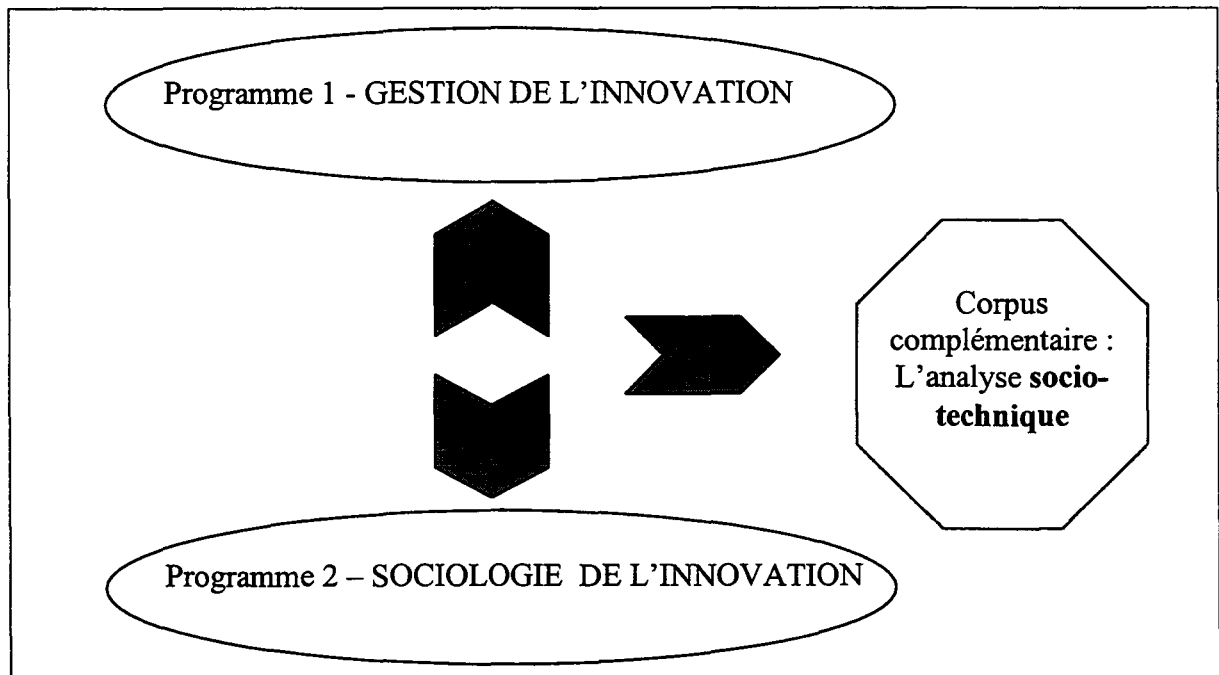 Programme 1 - GESTION DE L'INNOVATION
Corpus
complémentaire :
L'analyse socio-
technique
Programme 2 – SOCIOLOGIE DE L'INNOVATION